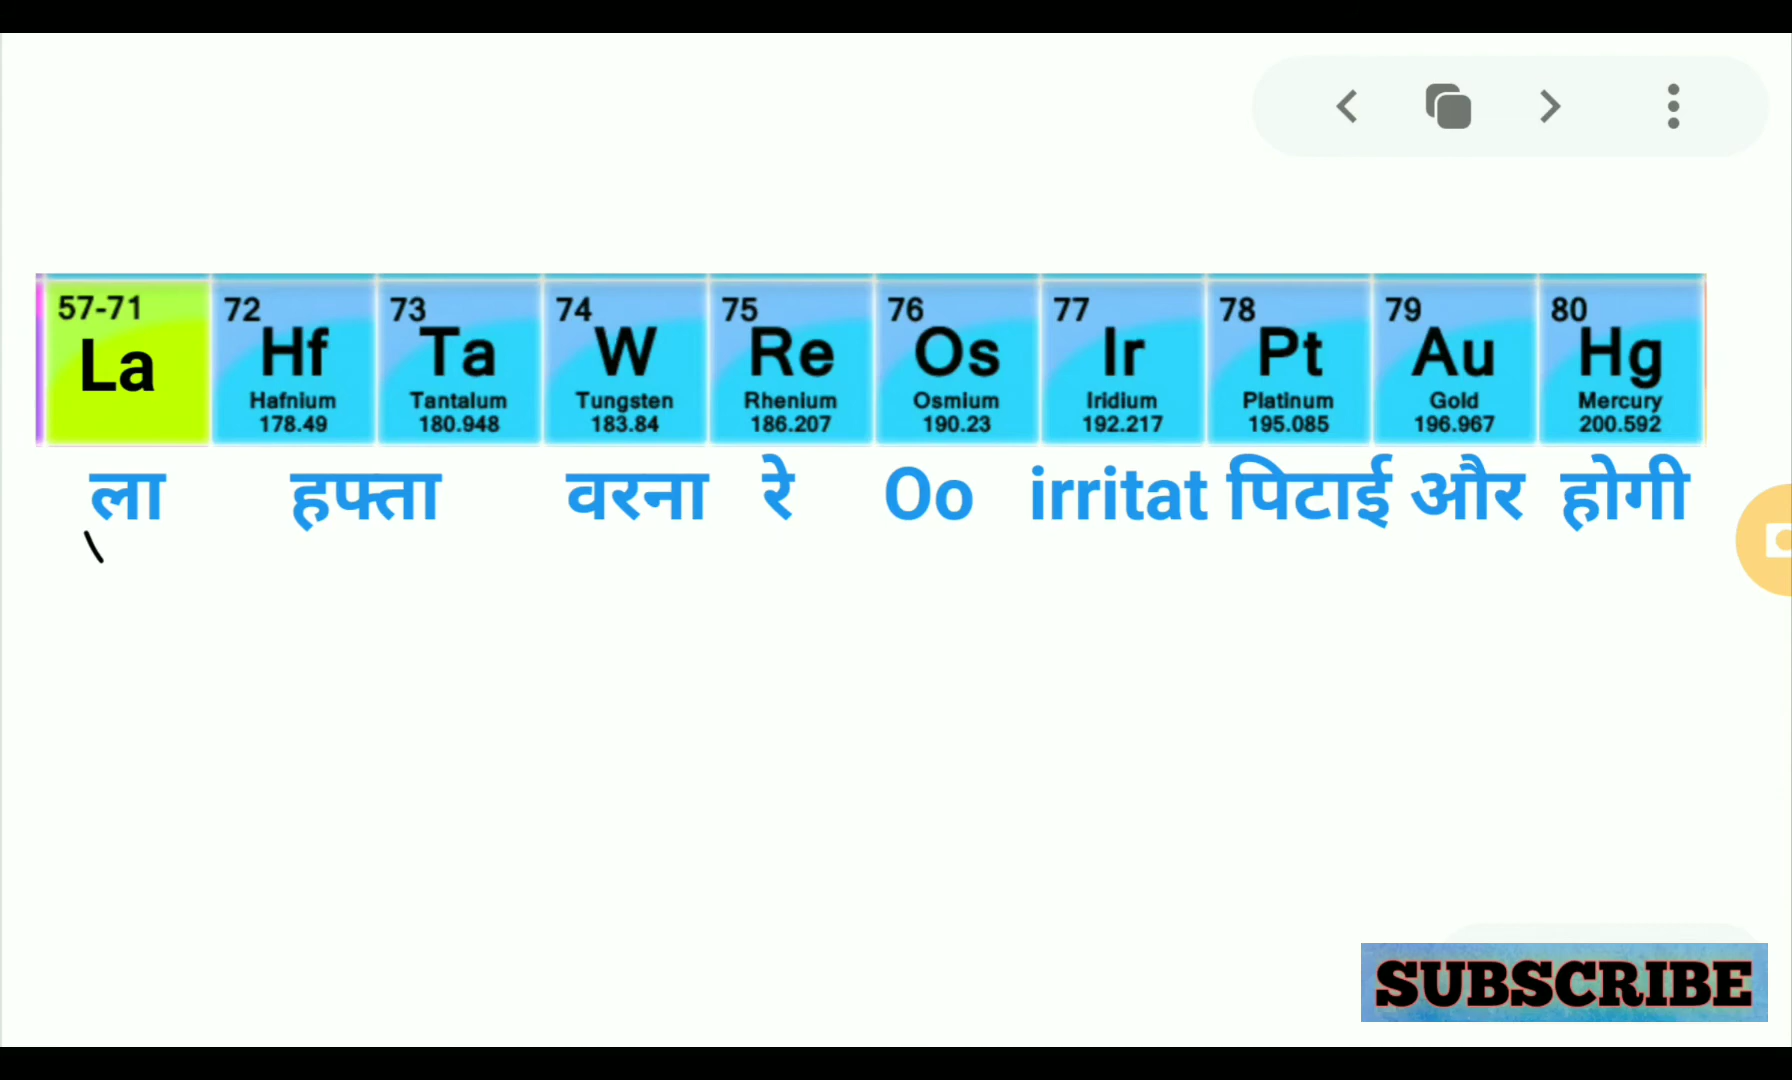 57-71 72 73 74 75 76 77 78 79 80
La Hf Ta W Re Os Ir Pt Au Hg
Hafnium Tantalum Tungsten Rhenium Osmium Iridium Platinum Gold Mercury
178.49 180.948 183.84 186.207 190.23 192.217 195.085 196.967 200.592
ला हफ्ता वरना रे Oo irritat पिटाई और होगी
SUBSCRIBE